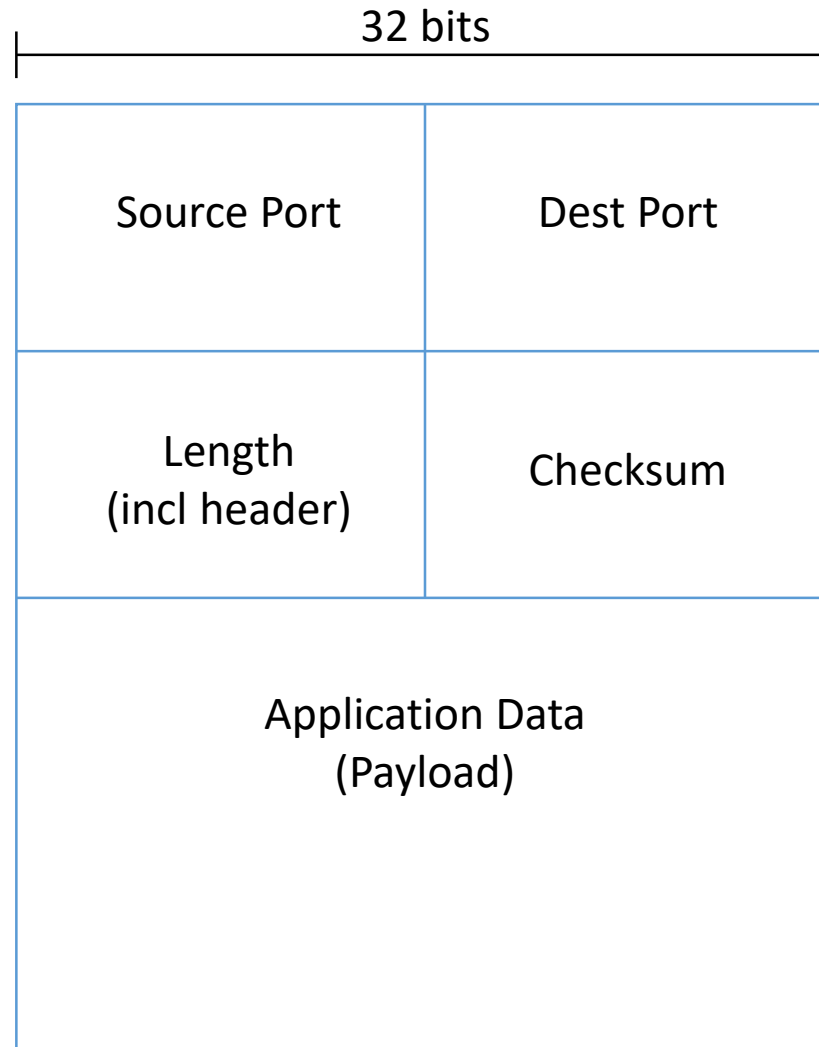 32 bits
Source Port
Dest Port
Length
(incl header)
Checksum
Application Data
(Payload)